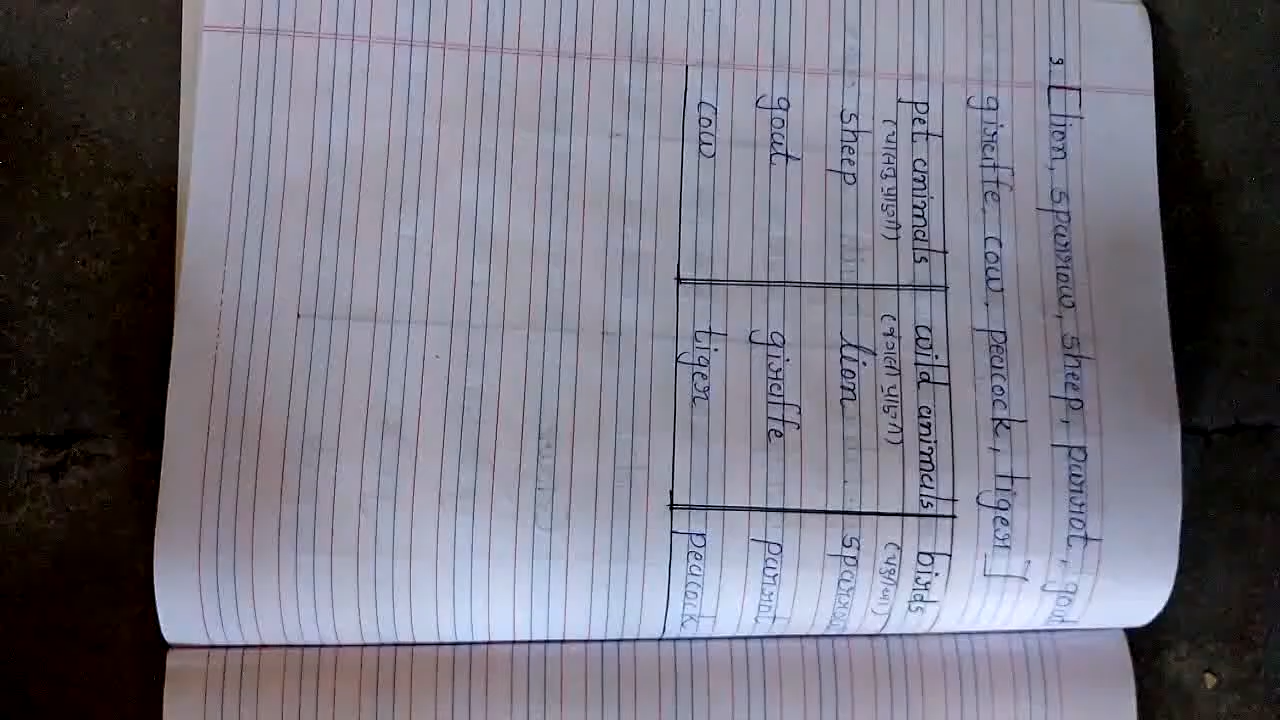 3 [lion, sparrow, sheep, parrot, goat
giraffe, cow, peacock, tiger]
pet animals wild animals birds
(પાલતુ પ્રાણી) (જંગલી પ્રાણી) (પક્ષીઓ)
sheep lion sparrow
goat giraffe parrot
cow tiger peacock